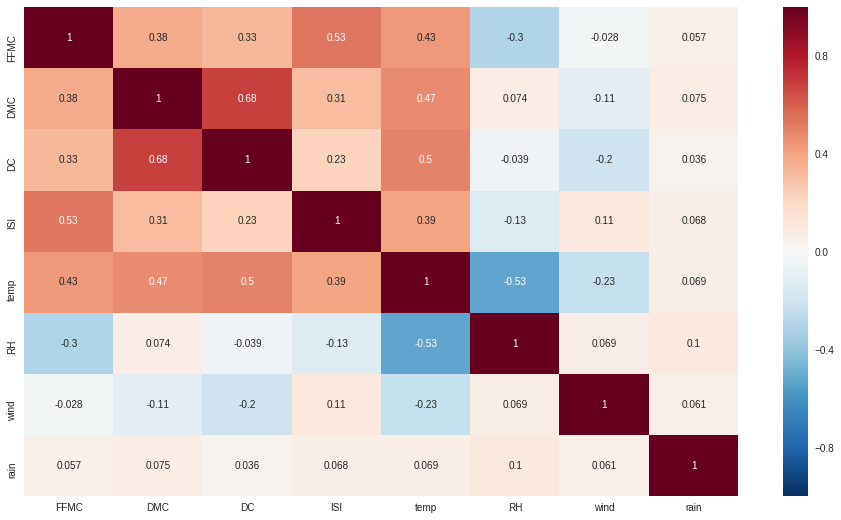 FFMC 1 0.38 0.33 0.53 0.43 -0.3 -0.028 0.057
DMC 0.38 1 0.68 0.31 0.47 0.074 -0.11 0.075
DC 0.33 0.68 1 0.23 0.5 -0.039 -0.2 0.036
ISI 0.53 0.31 0.23 1 0.39 -0.13 0.11 0.068
temp 0.43 0.47 0.5 0.39 1 -0.53 -0.23 0.069
RH -0.3 0.074 -0.039 -0.13 -0.53 1 0.069 0.1
wind -0.028 -0.11 -0.2 0.11 -0.23 0.069 1 0.061
rain 0.057 0.075 0.036 0.068 0.069 0.1 0.061 1
FFMC DMC DC ISI temp RH wind rain
0.8
0.4
0.0
−0.4
−0.8